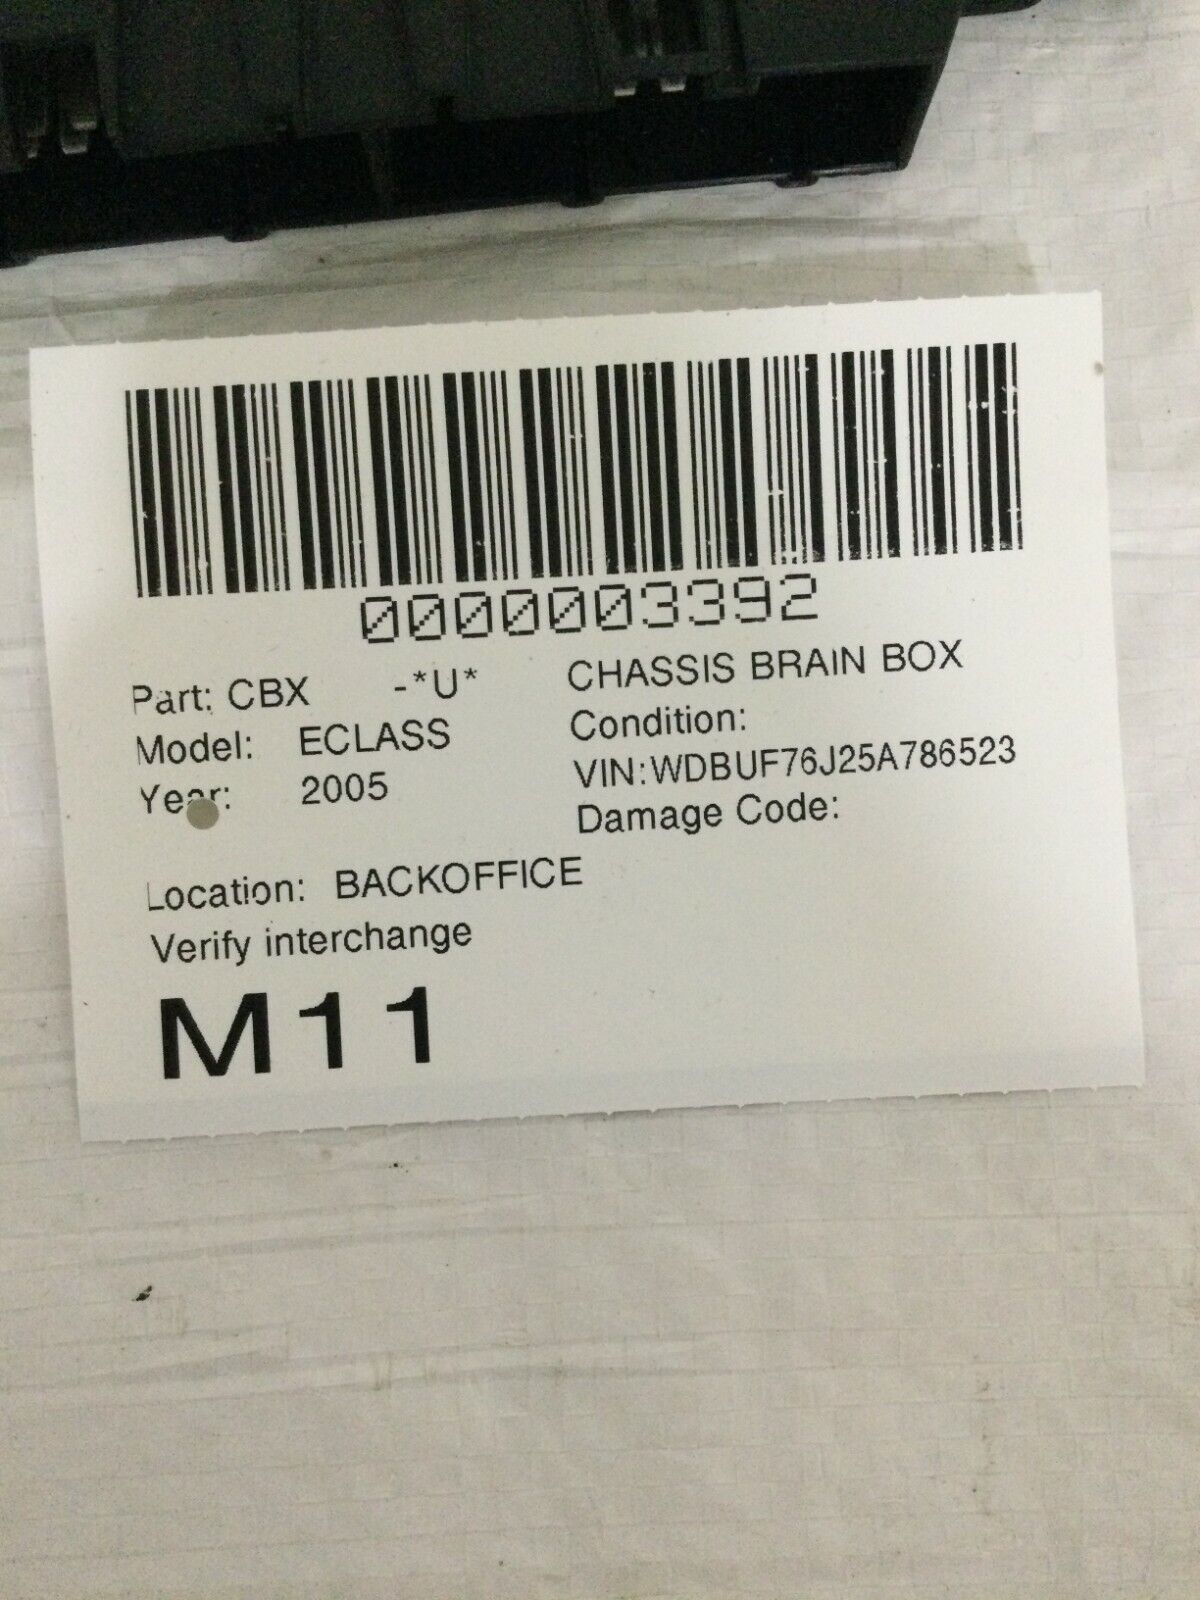 0000003392
Part: CBX -*U* CHASSIS BRAIN BOX
Model: ECLASS Condition:
Year: 2005 VIN:WDBUF76J25A786523
Damage Code:
Location: BACKOFFICE
Verify interchange
M11